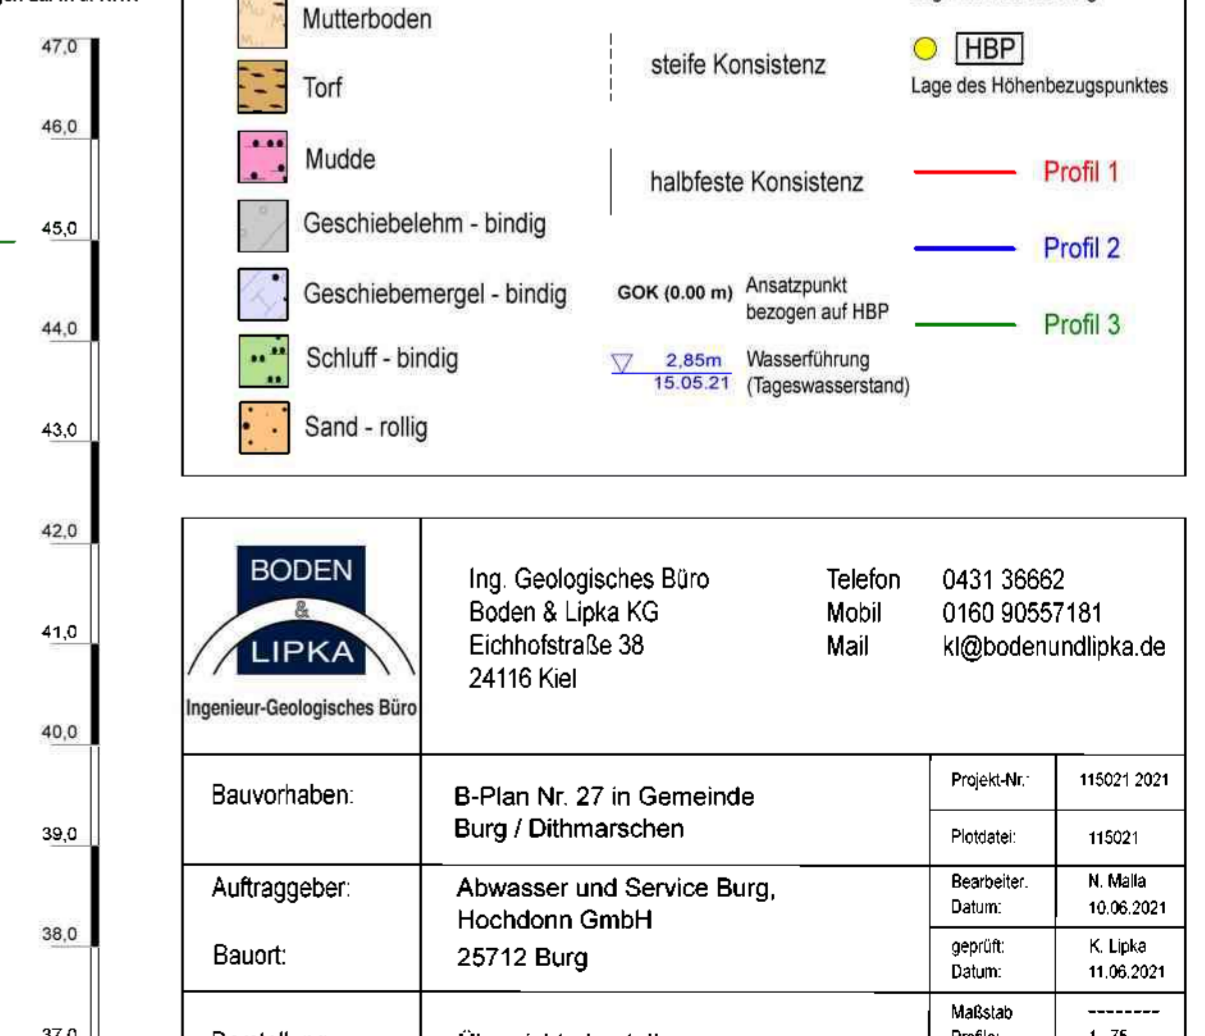 47,0
46,0
45,0
44,0
43,0
42,0
41,0
40,0
39,0
38,0
37,0
Mutterboden
Torf
Mudde
Geschiebelehm - bindig
Geschiebemergel - bindig
Schluff - bindig
Sand - rollig
steife Konsistenz
halbfeste Konsistenz
GOK (0.00 m)
Ansatzpunkt
bezogen auf HBP
2,85m
15.05.21
Wasserführung
(Tageswasserstand)
HBP
Lage des Höhenbezugspunktes
Profil 1
Profil 2
Profil 3
BODEN
&
LIPKA
Ingenieur-Geologisches Büro
Ing. Geologisches Büro
Boden & Lipka KG
Eichhofstraße 38
24116 Kiel
Telefon 0431 36662
Mobil 0160 90557181
Mail kl@bodenundlipka.de
Bauvorhaben:
B-Plan Nr. 27 in Gemeinde
Burg / Dithmarschen
Projekt-Nr.: 115021 2021
Plotdatei: 115021
Auftraggeber:
Abwasser und Service Burg,
Hochdonn GmbH
Bauort:
25712 Burg
Bearbeiter. N. Malla
Datum: 10.06.2021
geprüft: K. Lipka
Datum: 11.06.2021
Maßstab --------